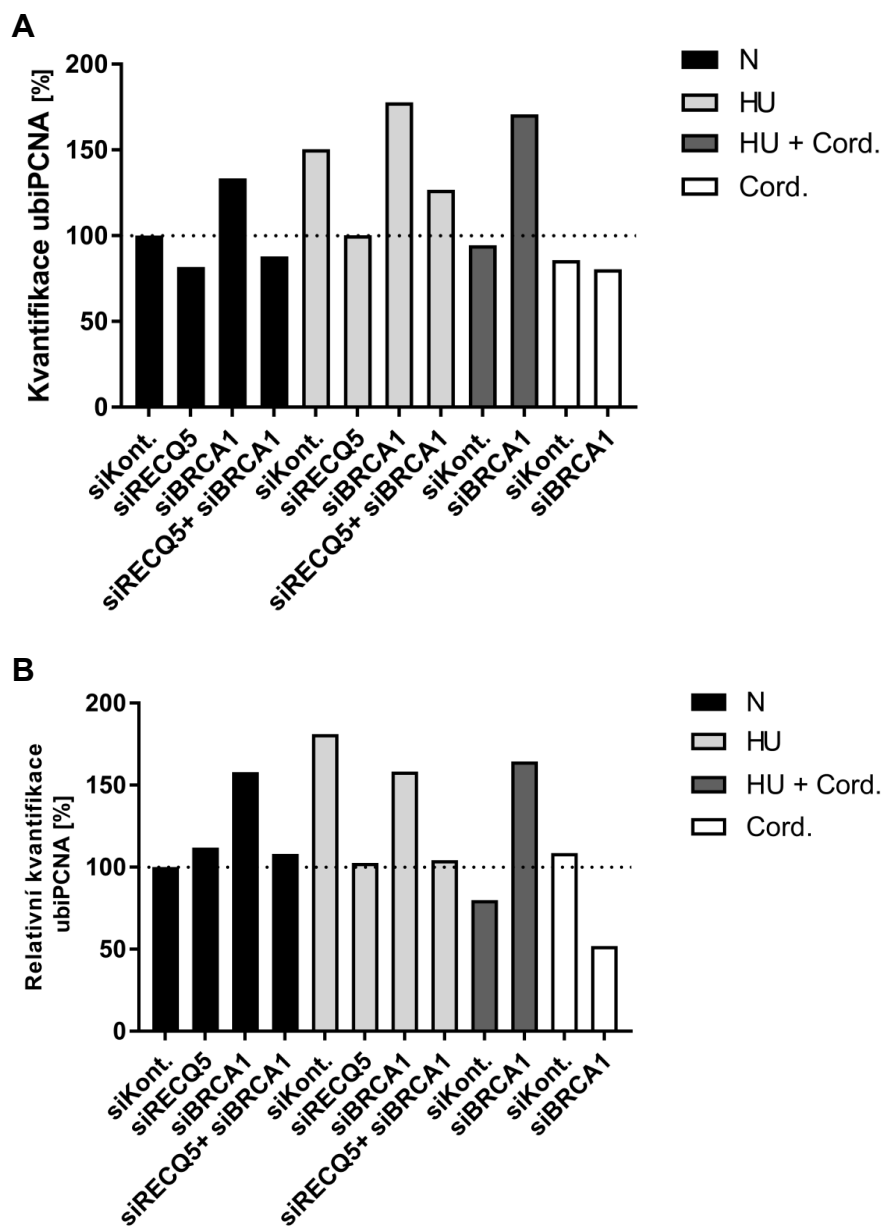 A
Kvantifikace ubiPCNA [%]
200
150
100
50
0
siKont.
siRECQ5
siBRCA1
siRECQ5+ siBRCA1
siKont.
siRECQ5
siBRCA1
siRECQ5+ siBRCA1
siKont.
siBRCA1
siKont.
siBRCA1
N
HU
HU + Cord.
Cord.
B
Relativní kvantifikace
ubiPCNA [%]
200
150
100
50
0
siKont.
siRECQ5
siBRCA1
siRECQ5+ siBRCA1
siKont.
siRECQ5
siBRCA1
siRECQ5+ siBRCA1
siKont.
siBRCA1
siKont.
siBRCA1
N
HU
HU + Cord.
Cord.